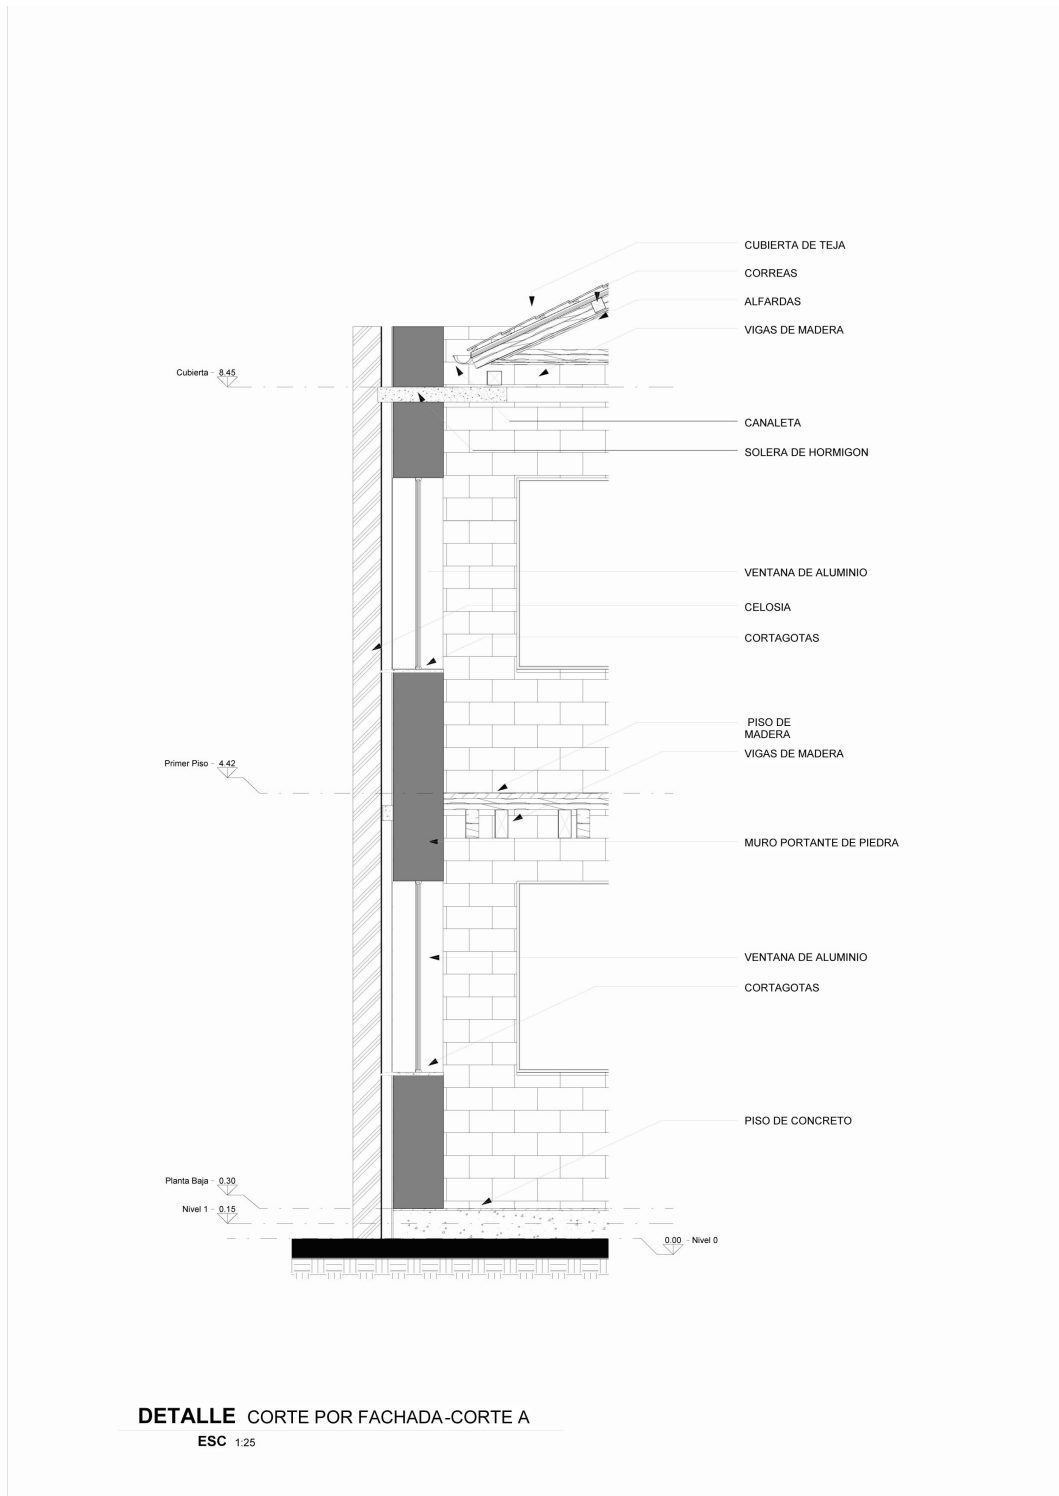 CUBIERTA DE TEJA
CORREAS
ALFARDAS
VIGAS DE MADERA
Cubierta - 8.45
CANALETA
SOLERA DE HORMIGON
VENTANA DE ALUMINIO
CELOSIA
CORTAGOTAS
PISO DE
MADERA
VIGAS DE MADERA
Primer Piso - 4.42
MURO PORTANTE DE PIEDRA
VENTANA DE ALUMINIO
CORTAGOTAS
PISO DE CONCRETO
Planta Baja - 0.30
Nivel 1 - 0.15
0.00 - Nivel 0
DETALLE CORTE POR FACHADA-CORTE A
ESC 1:25